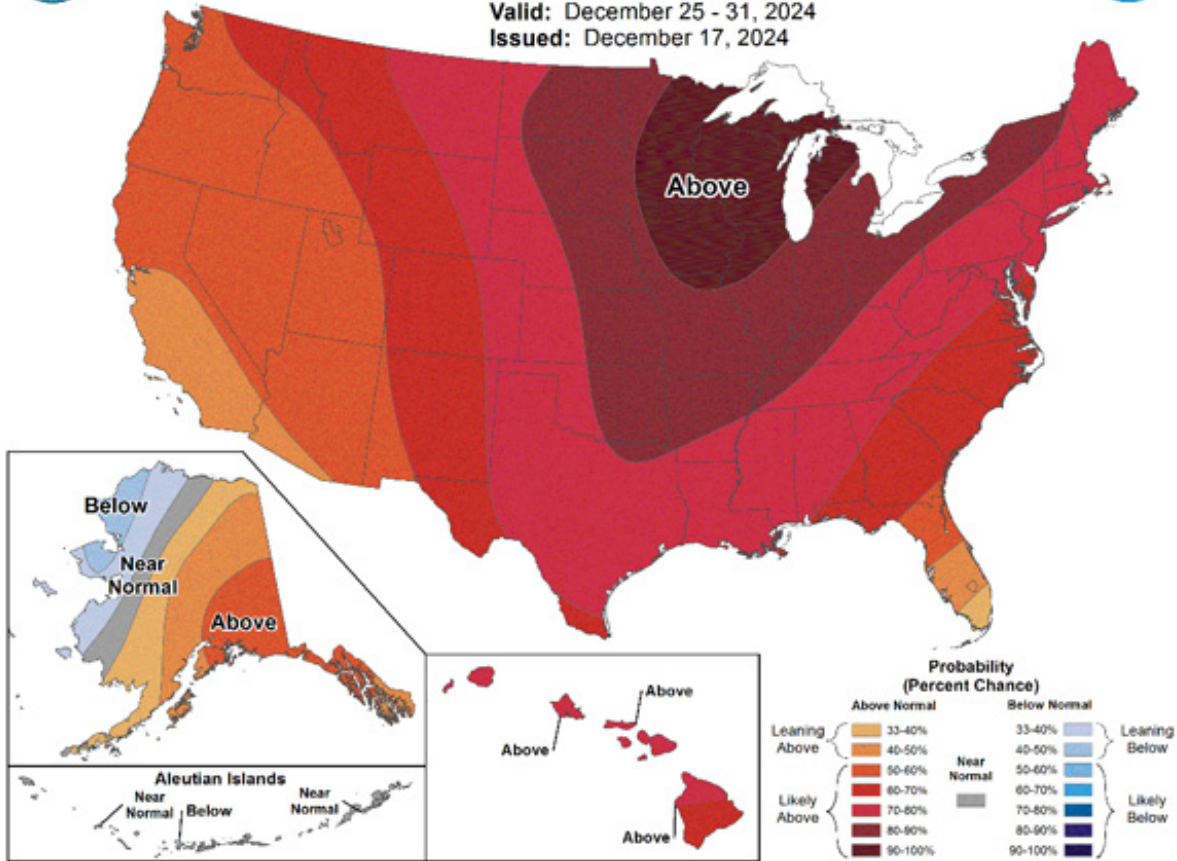 Valid: December 25 - 31, 2024
Issued: December 17, 2024
Above
Below
Near
Normal
Above
Above
Above
Above
Aleutian Islands
Near
Normal
Below
Near
Normal
Probability
(Percent Chance)
Above Normal
Below Normal
Leaning
Above
33-40%
40-50%
Likely
Above
50-60%
60-70%
70-80%
80-90%
90-100%
Near
Normal
33-40%
40-50%
Leaning
Below
50-60%
60-70%
70-80%
80-90%
90-100%
Likely
Below